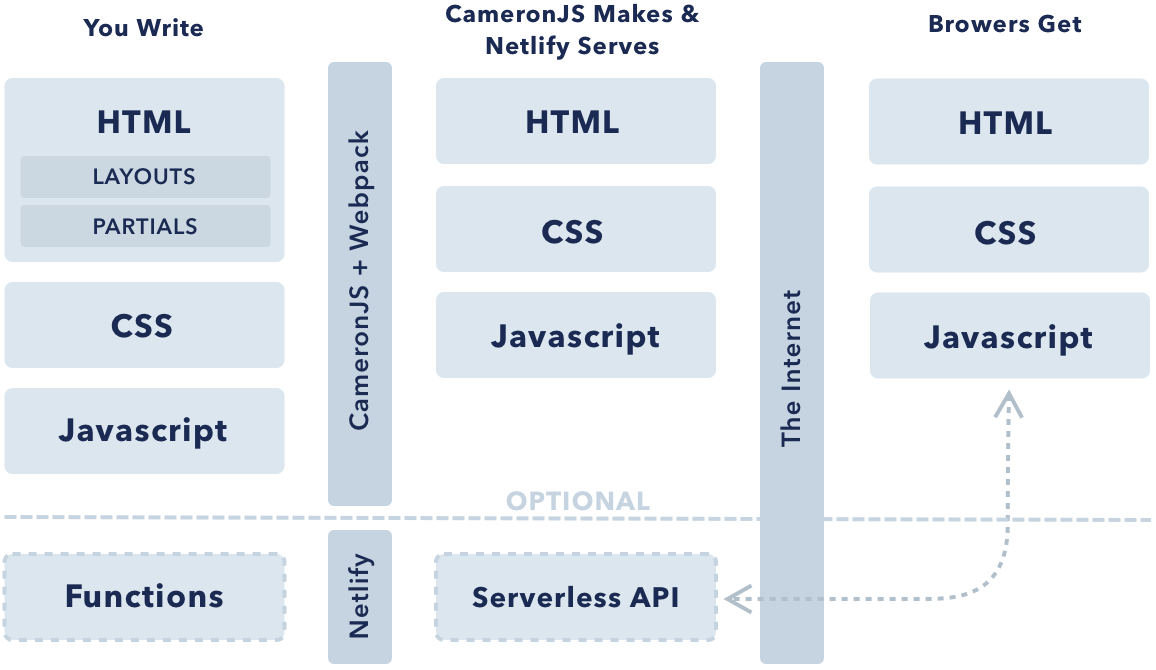 You Write
HTML
LAYOUTS
PARTIALS
CSS
Javascript
CameronJS + Webpack
CameronJS Makes &
Netlify Serves
HTML
CSS
Javascript
The Internet
Browers Get
HTML
CSS
Javascript
OPTIONAL
Functions
Netlify
Serverless API